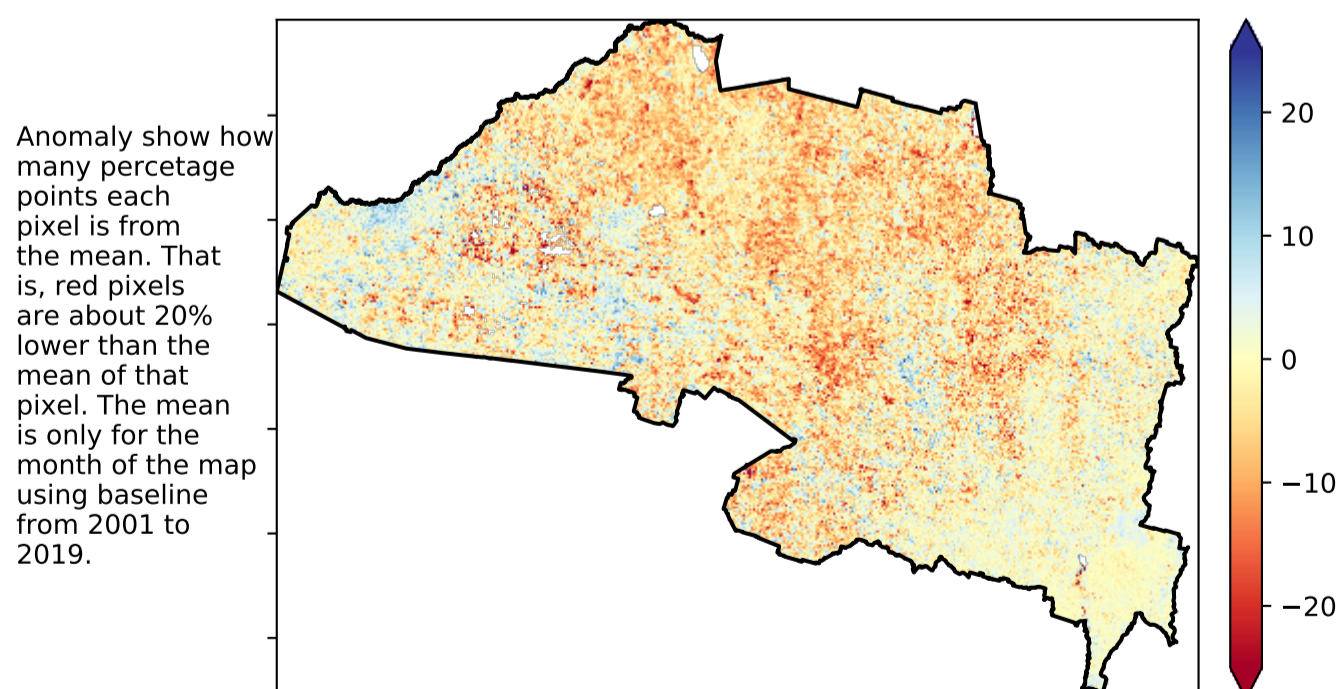 Anomaly show how
many percetage
points each
pixel is from
the mean. That
is, red pixels
are about 20%
lower than the
mean of that
pixel. The mean
is only for the
month of the map
using baseline
from 2001 to
2019.
20
10
0
−10
−20